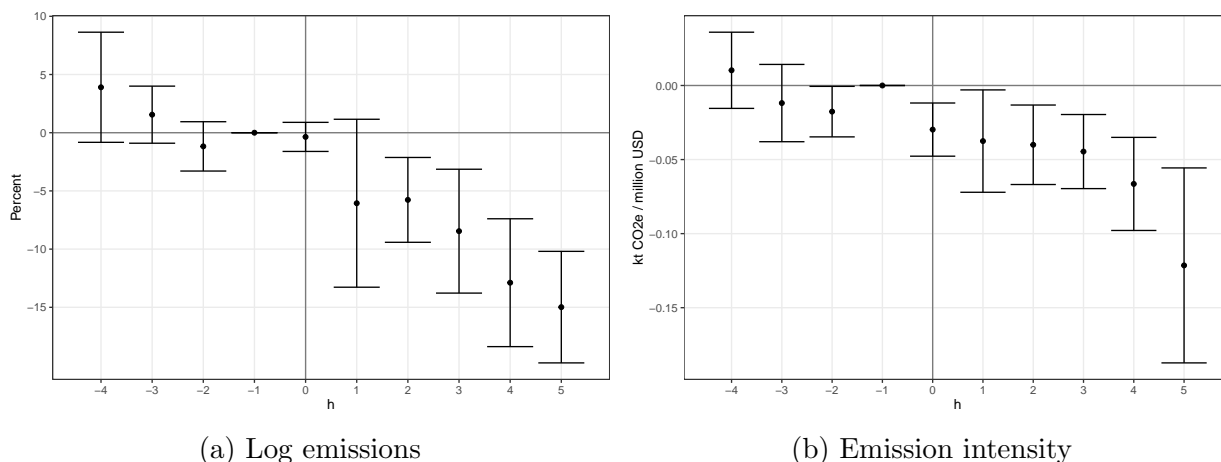 10
5
0
−5
−10
−15
Percent
−4 −3 −2 −1 0 1 2 3 4 5
h
(a) Log emissions
0.00
−0.05
−0.10
−0.15
kt CO2e / million USD
−4 −3 −2 −1 0 1 2 3 4 5
h
(b) Emission intensity